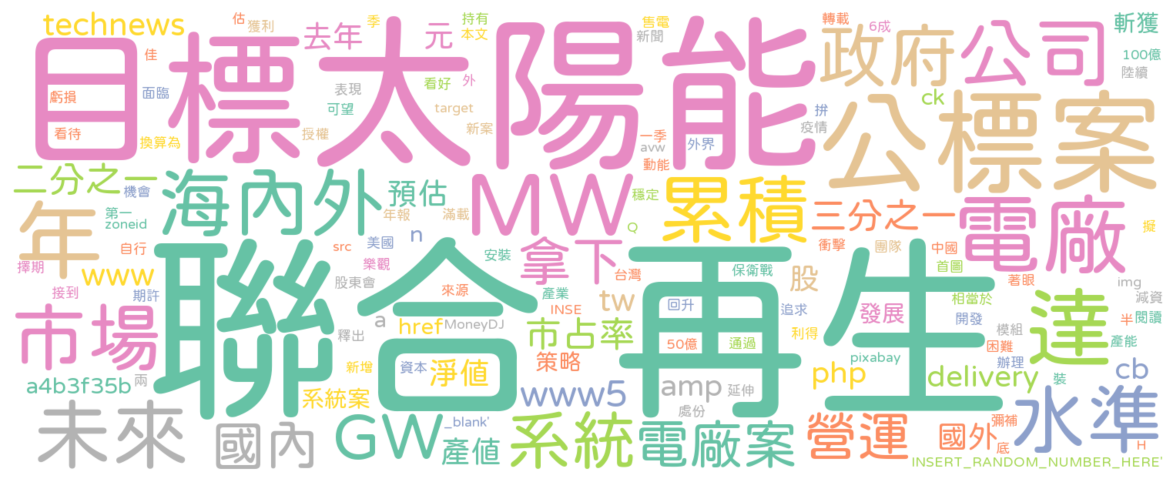 technews
估
獲利
季
持有
本文
售電
新聞
轉載
6成
斬獲
去年
元
目標太陽能
政府
公司
佳
100億
陸續
虧損
面臨
表現
可望
看好
外
target
ck
公標案
看待
換算為
授權
新案
一季
avw
動能
外界
拼
疫情
二分之一
機會
海內外
預估
MW
穩定
Q
累積
三分之一
電廠
年
第一
zoneid
年報
滿載
n
擬
自行
src
美國
安裝
拿下
台灣
保衛戰
股
衝擊
團隊
中國
首圖
擇期
www
樂觀
股東會
接到
期許
來源
產業
INSE
tw
回升
追求
相當於
著眼
img
減資
聯合再生
市場
釋出
a
href
MoneyDJ
市占率
發展
利得
開發
模組
半
閱讀
達
50億
通過
困難
產能
新增
資本
淨值
策略
pixabay
辦理
a4b3f35b
兩
系統案
www5
amp
延伸
php
delivery
裝
cb
處份
未來
國內
GW
_blank'
產值
系統
電廠案
營運
國外
彌補
底
水準
H
INSERT_RANDOM_NUMBER_HERE'